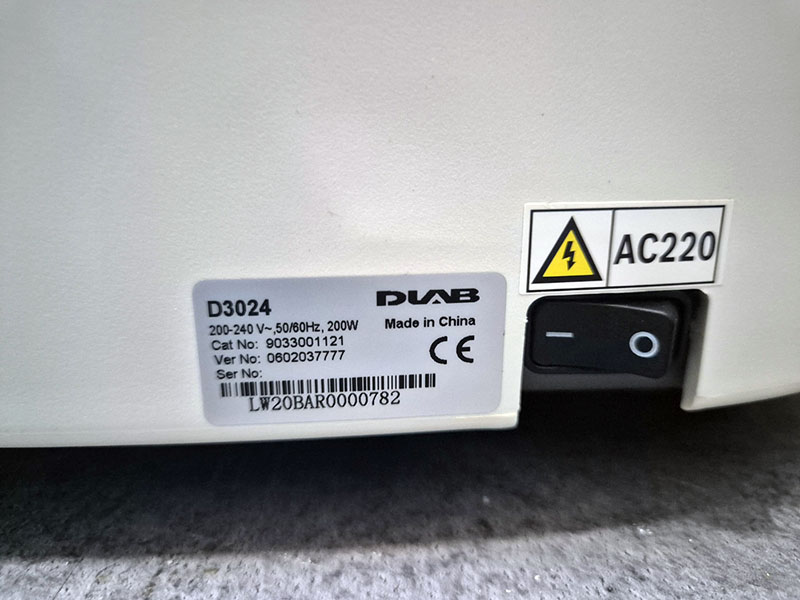 D3024
DLAB
200-240 V~,50/60Hz, 200W
Made in China
Cat No: 9033001121
Ver No: 0602037777
CE
Ser No:
LW20BAR0000782
AC220